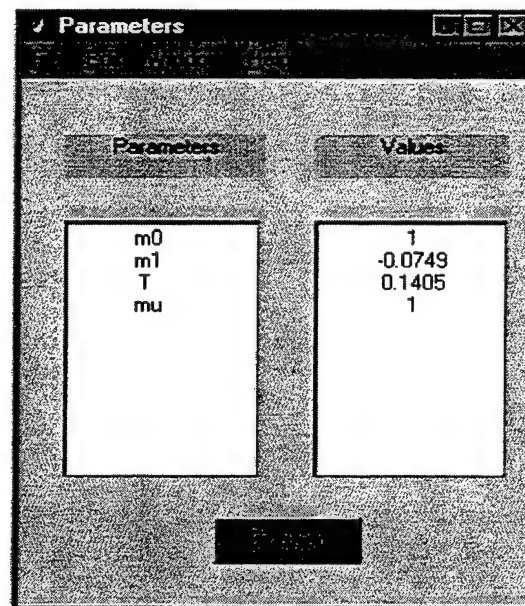 Parameters
Parameters Values
m0 1
m1 -0.0749
T 0.1405
mu 1